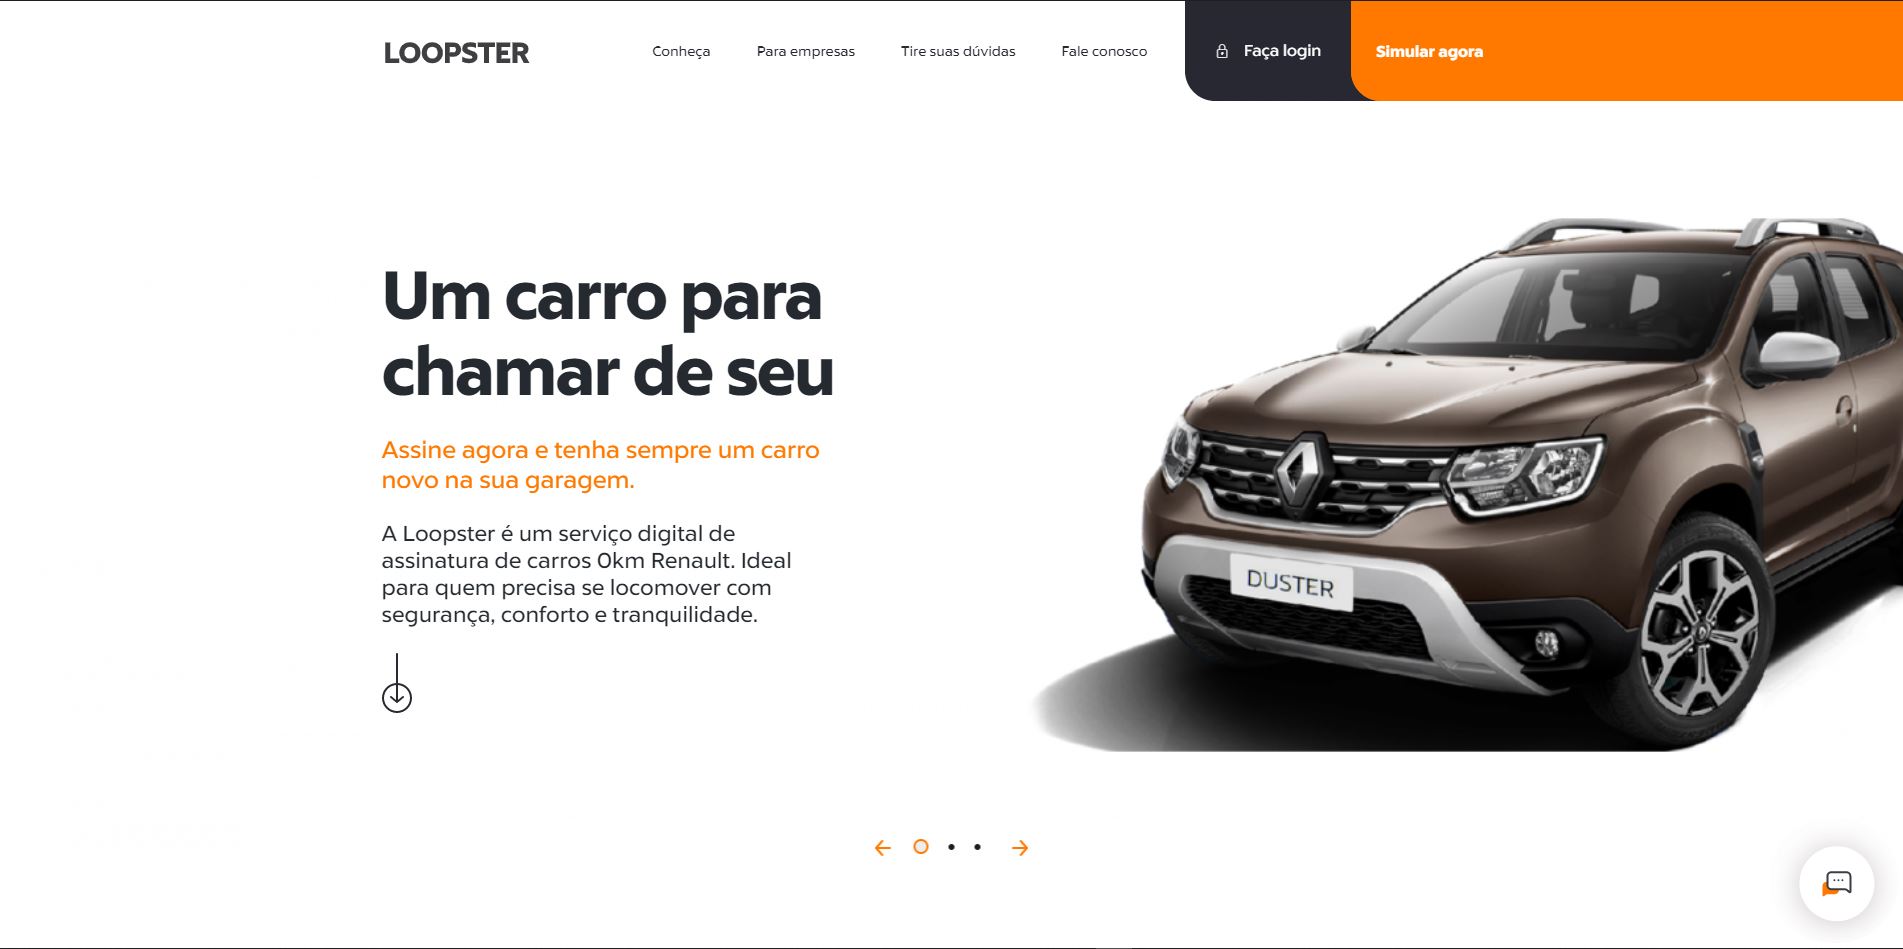 LOOPSTER
Conheça
Para empresas
Tire suas dúvidas
Fale conosco
Faça login
Simular agora
Um carro para
chamar de seu
Assine agora e tenha sempre um carro
novo na sua garagem.
A Loopster é um serviço digital de
assinatura de carros 0km Renault. Ideal
para quem precisa se locomover com
segurança, conforto e tranquilidade.
DUSTER